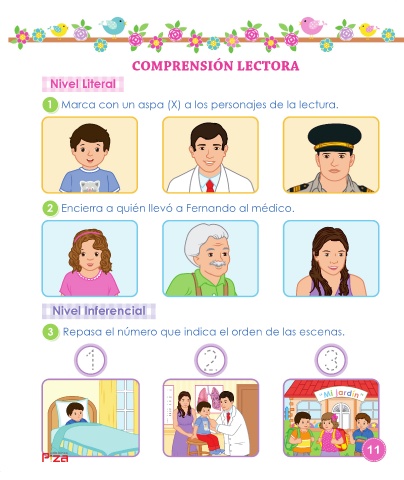 COMPRENSIÓN LECTORA
Nivel Literal
1 Marca con un aspa (X) a los personajes de la lectura.
2 Encierra a quién llevó a Fernando al médico.
Nivel Inferencial
3 Repasa el número que indica el orden de las escenas.
1 2 3
"Mi jardín"
Pza
11